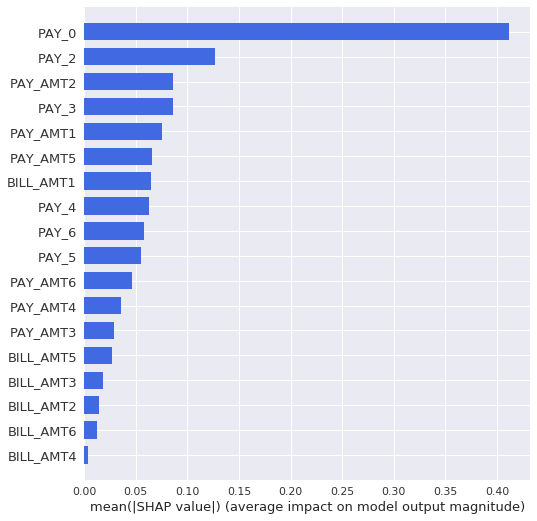 PAY_0
PAY_2
PAY_AMT2
PAY_3
PAY_AMT1
PAY_AMT5
BILL_AMT1
PAY_4
PAY_6
PAY_5
PAY_AMT6
PAY_AMT4
PAY_AMT3
BILL_AMT5
BILL_AMT3
BILL_AMT2
BILL_AMT6
BILL_AMT4
0.00 0.05 0.10 0.15 0.20 0.25 0.30 0.35 0.40
mean(|SHAP value|) (average impact on model output magnitude)